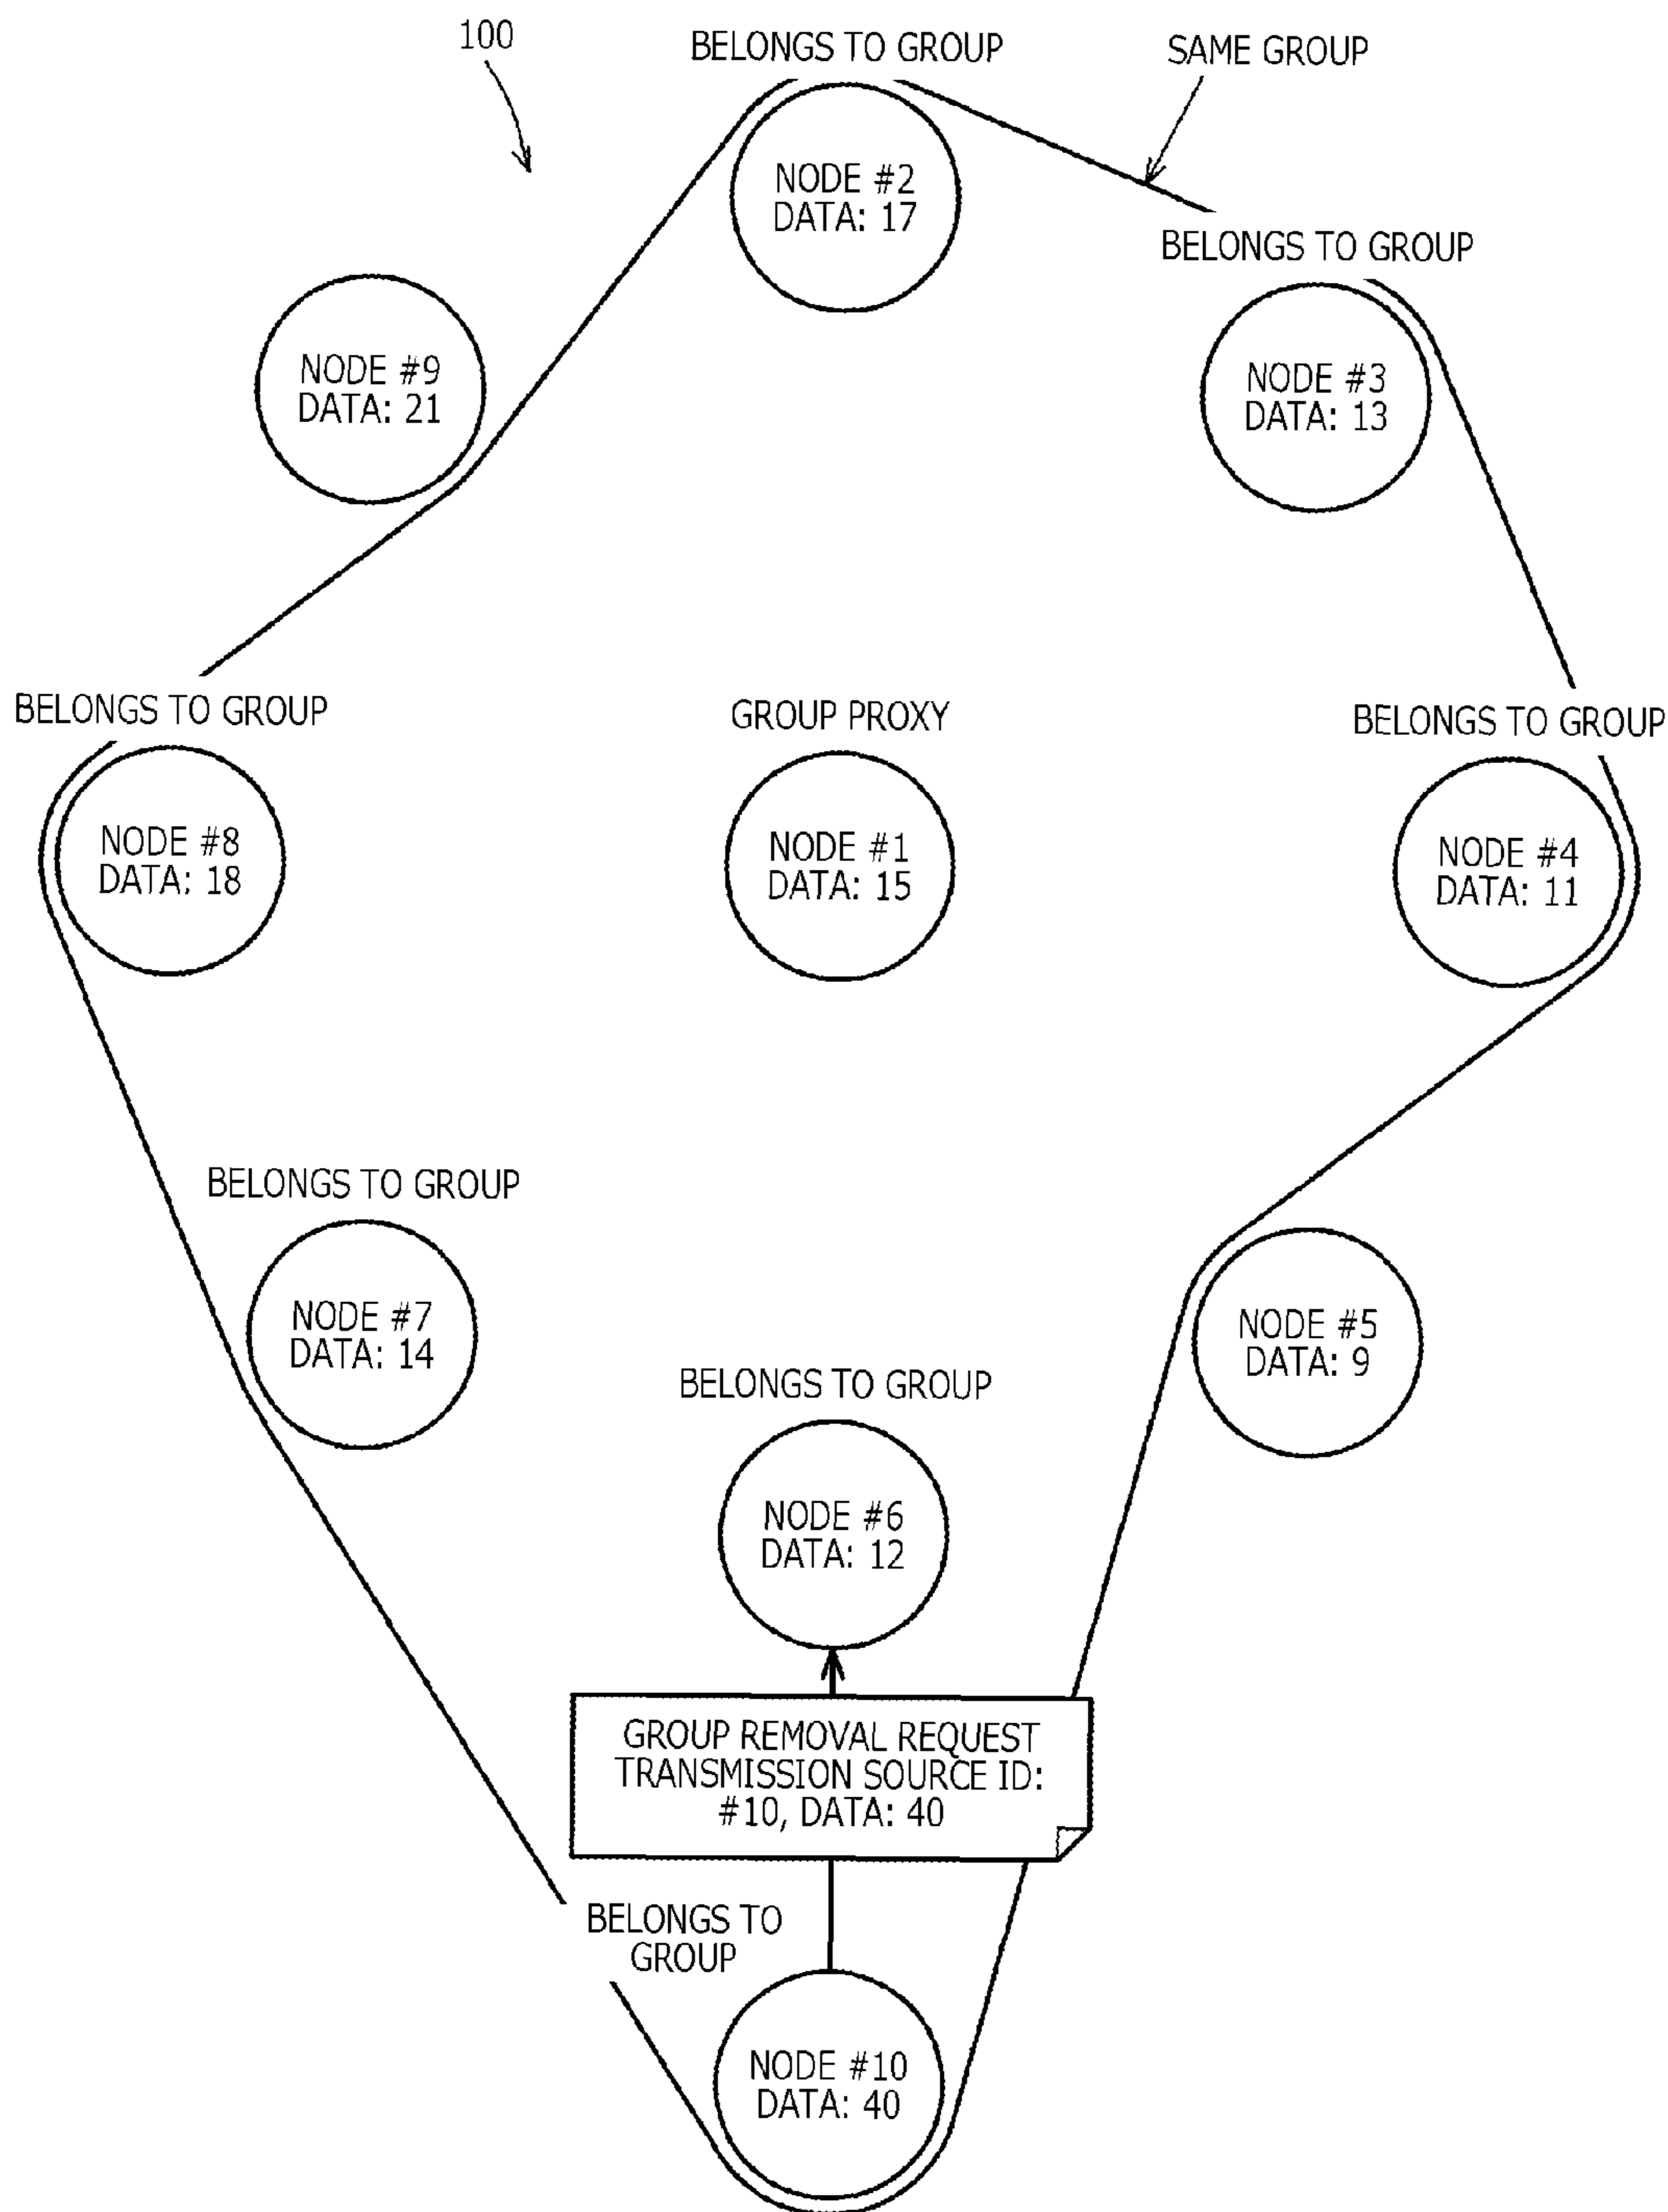 100
BELONGS TO GROUP
SAME GROUP
NODE #2
DATA: 17
BELONGS TO GROUP
NODE #9
DATA: 21
NODE #3
DATA: 13
BELONGS TO GROUP
GROUP PROXY
BELONGS TO GROUP
NODE #8
DATA: 18
NODE #1
DATA: 15
NODE #4
DATA: 11
BELONGS TO GROUP
NODE #7
DATA: 14
NODE #5
DATA: 9
BELONGS TO GROUP
NODE #6
DATA: 12
GROUP REMOVAL REQUEST
TRANSMISSION SOURCE ID:
#10, DATA: 40
BELONGS TO
GROUP
NODE #10
DATA: 40